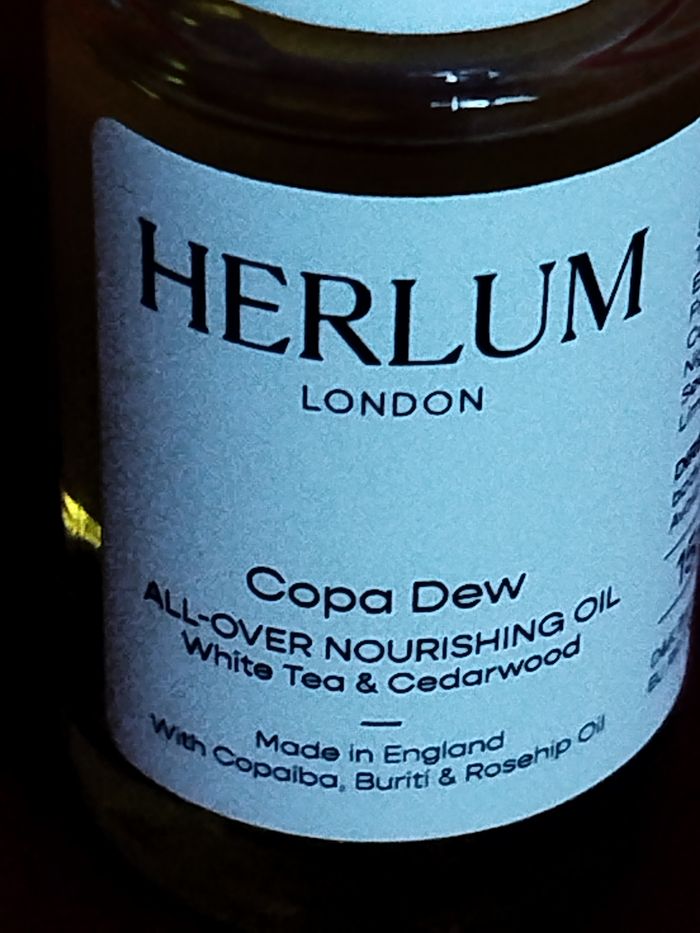 HERLUM
LONDON
Copa Dew
ALL-OVER NOURISHING OIL
White Tea & Cedarwood
Made in England
With Copaiba, Buriti & Rosehip Oil